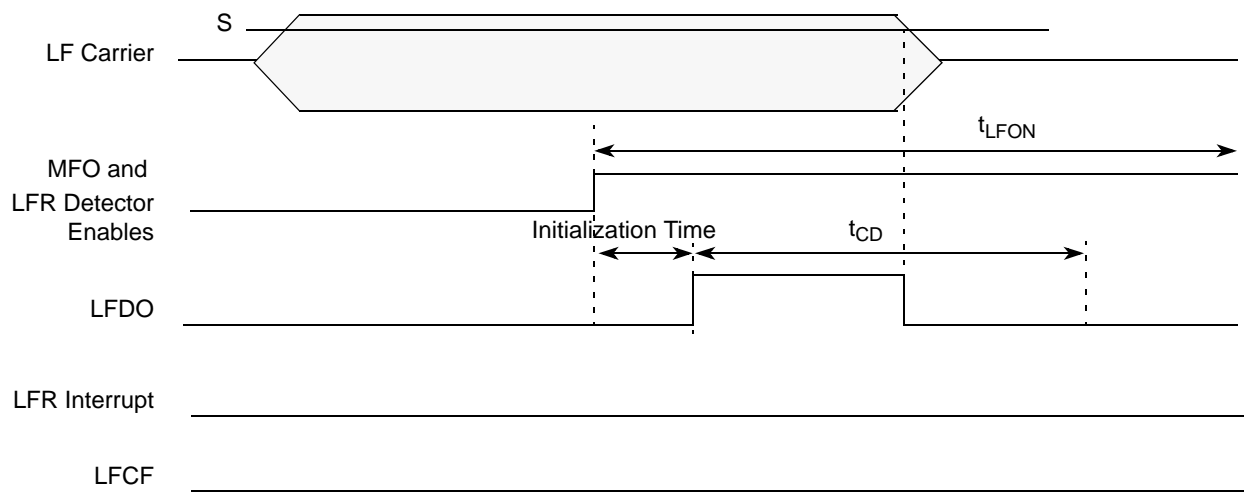 S
LF Carrier
tLFON
MFO and
LFR Detector
Enables
Initialization Time
tCD
LFDO
LFR Interrupt
LFCF